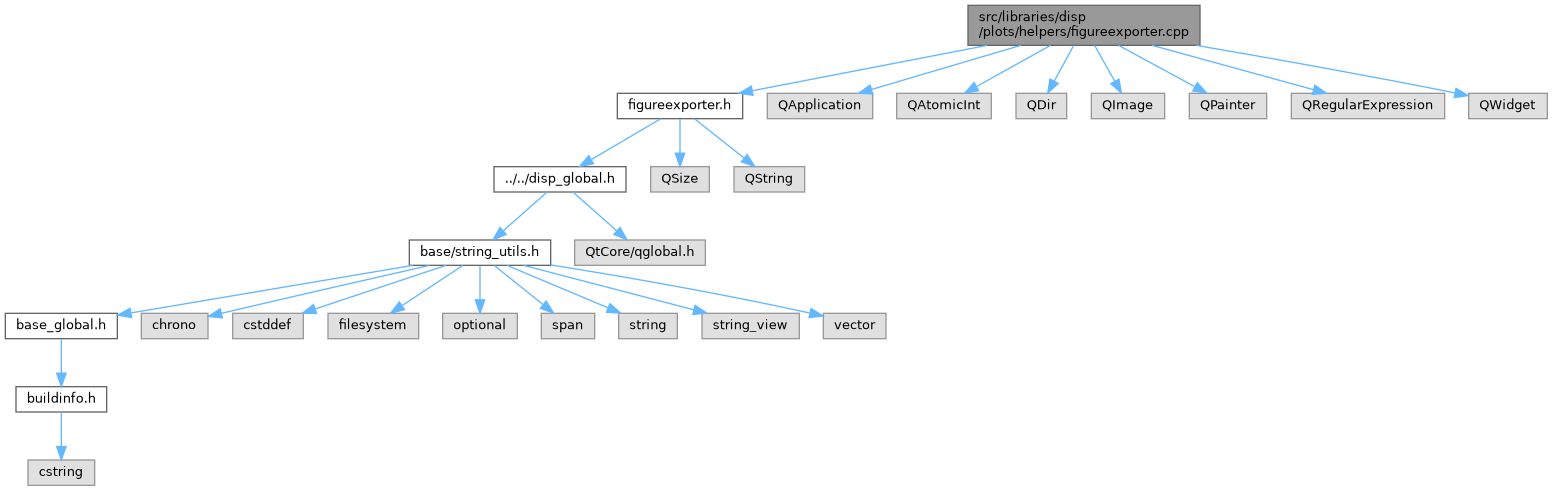 src/libraries/disp
/plots/helpers/figureexporter.cpp
figureexporter.h
QApplication
QAtomicInt
QDir
QImage
QPainter
QRegularExpression
QWidget
../../disp_global.h
QSize
QString
base/string_utils.h
QtCore/qglobal.h
base_global.h
chrono
cstddef
filesystem
optional
span
string
string_view
vector
buildinfo.h
cstring